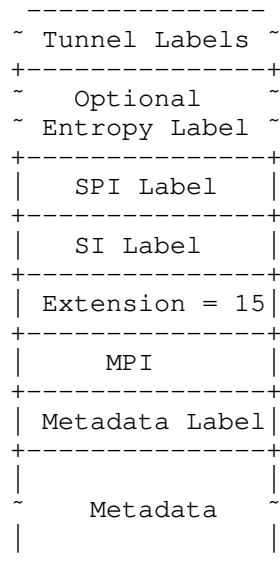 Tunnel Labels
Optional
Entropy Label
SPI Label
SI Label
Extension = 15
MPI
Metadata Label
Metadata